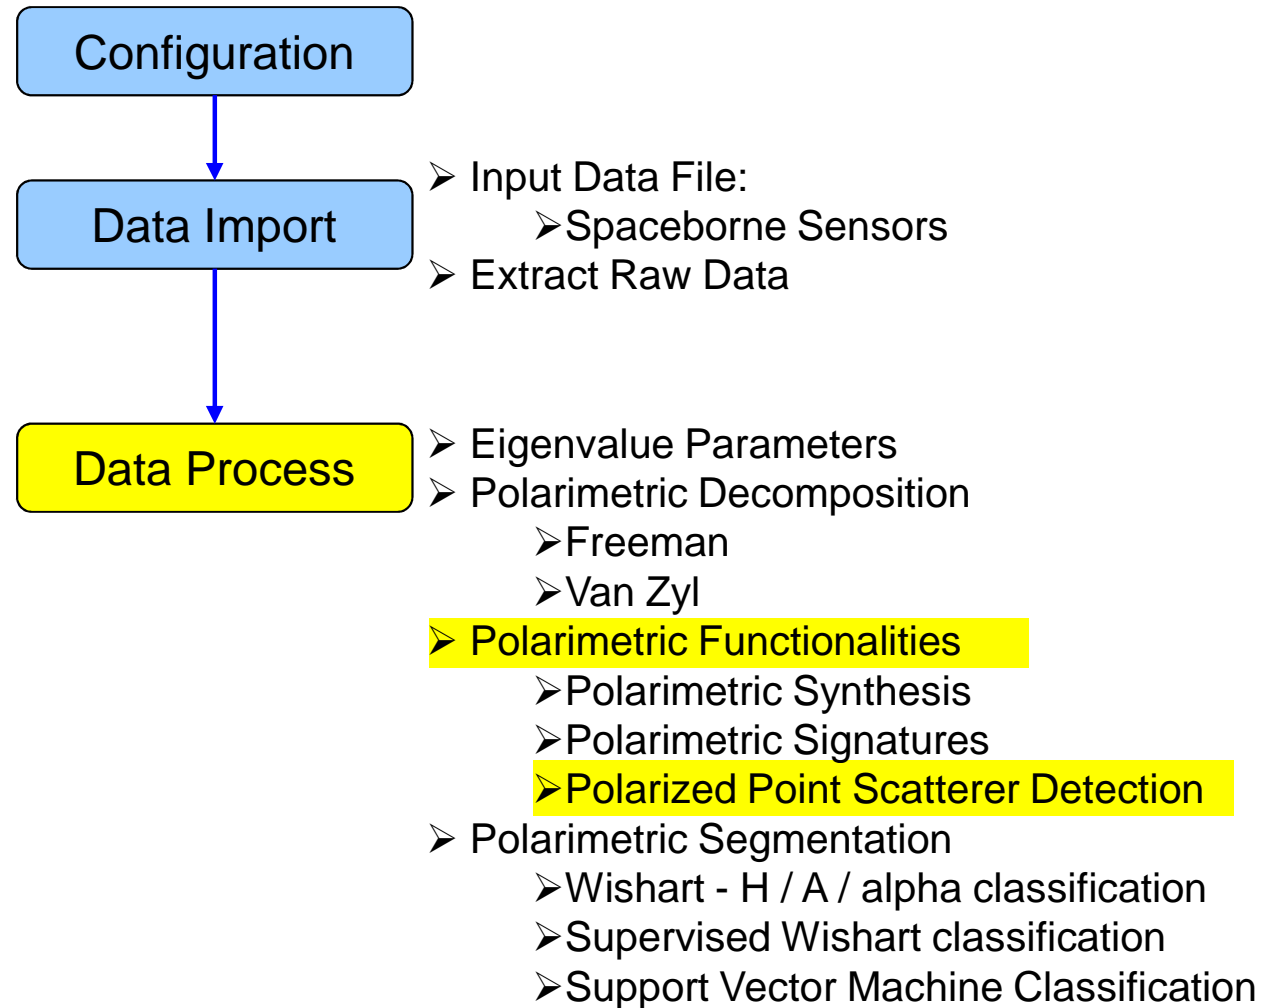 Configuration
Data Import
➢ Input Data File:
➢Spaceborne Sensors
➢ Extract Raw Data
Data Process
➢ Eigenvalue Parameters
➢ Polarimetric Decomposition
➢Freeman
➢Van Zyl
➢ Polarimetric Functionalities
➢Polarimetric Synthesis
➢Polarimetric Signatures
➢Polarized Point Scatterer Detection
➢ Polarimetric Segmentation
➢Wishart - H / A / alpha classification
➢Supervised Wishart classification
➢Support Vector Machine Classification